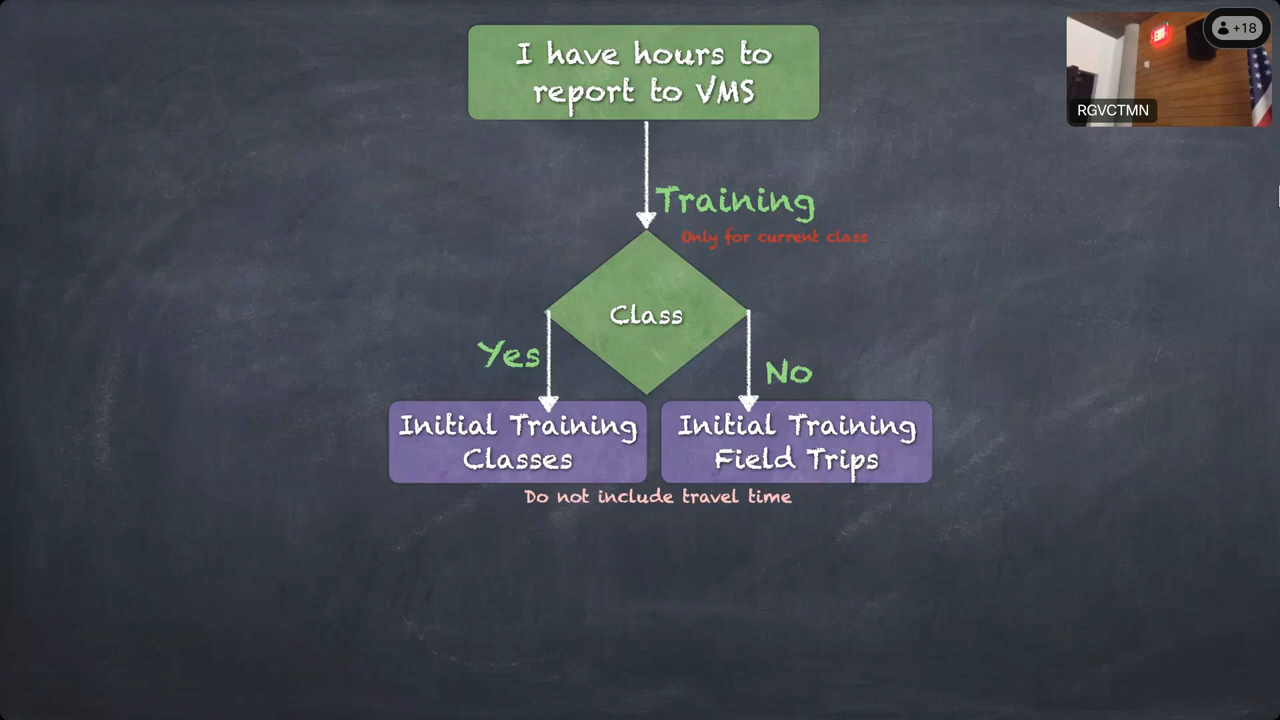 I have hours to
report to VMS
+18
EXIT
RGVCTMN
Training
Only for current class
Class
Yes
No
Initial Training
Classes
Initial Training
Field Trips
Do not include travel time